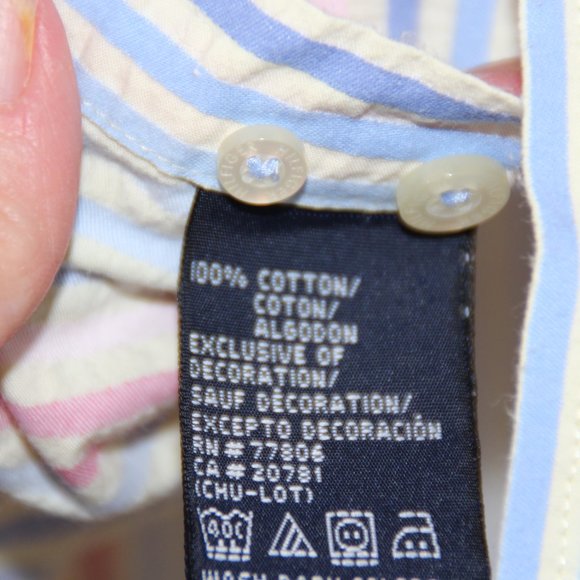 100% COTTON/
COTON/
ALGODON
EXCLUSIVE OF
DECORATION/
SAUF DÉCORATION/
EXCEPTO DECORACIÓN
RN # 77806
CA # 20781
(CHU-LOT)
40C